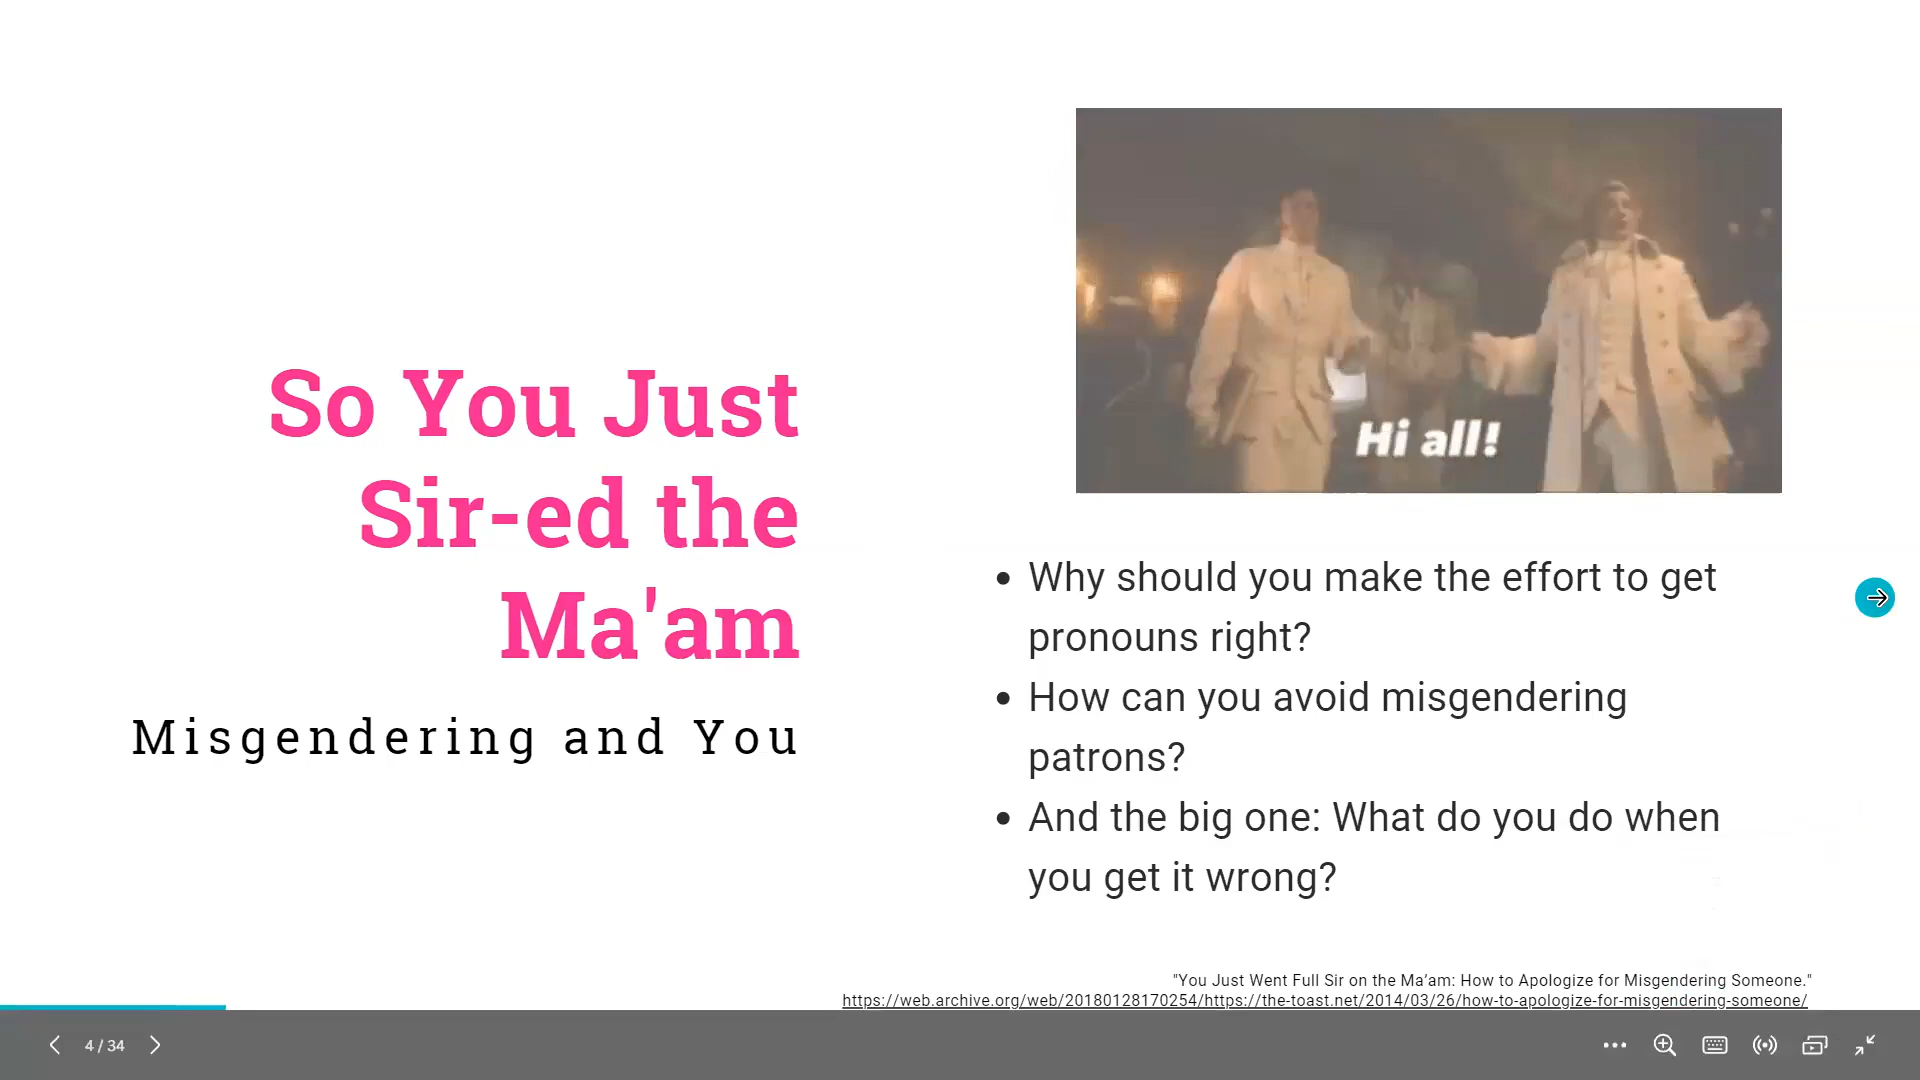 So You Just
Sir-ed the
Ma'am
Misgendering and You
Hi all!
• Why should you make the effort to get
pronouns right?
• How can you avoid misgendering
patrons?
• And the big one: What do you do when
you get it wrong?
"You Just Went Full Sir on the Ma’am: How to Apologize for Misgendering Someone."
https://web.archive.org/web/20180128170254/https://the-toast.net/2014/03/26/how-to-apologize-for-misgendering-someone/
4 / 34